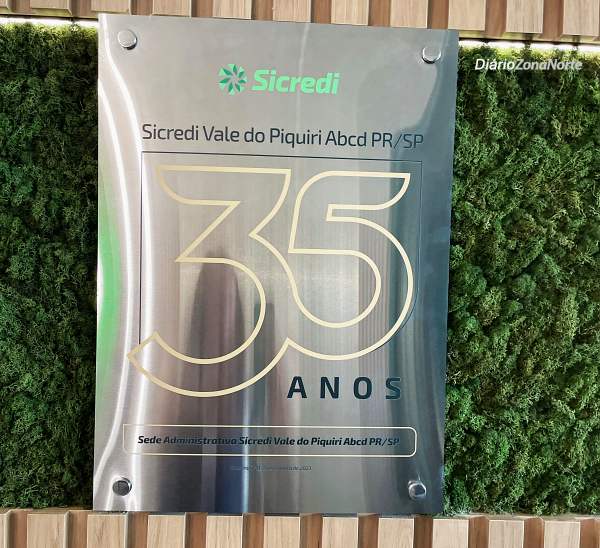 DiárioZonaNorte
Sicredi
Sicredi Vale do Piquiri Abcd PR/SP
35
ANOS
Sede Administrativa Sicredi Vale do Piquiri Abcd PR/SP